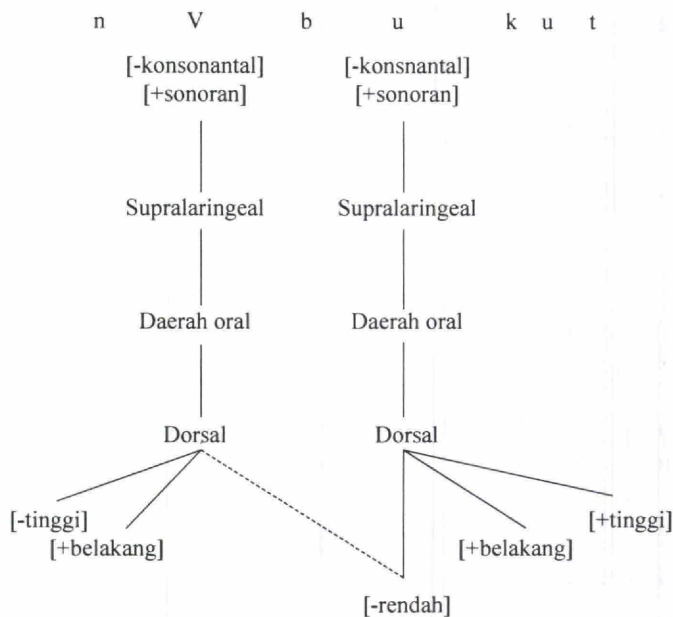 n V b u k u t
[-konsonantal] [-konsnantal]
[+sonoran] [+sonoran]
Supralaringeal Supralaringeal
Daerah oral Daerah oral
Dorsal Dorsal
[-tinggi] [+tinggi]
[+belakang] [+belakang]
[-rendah]